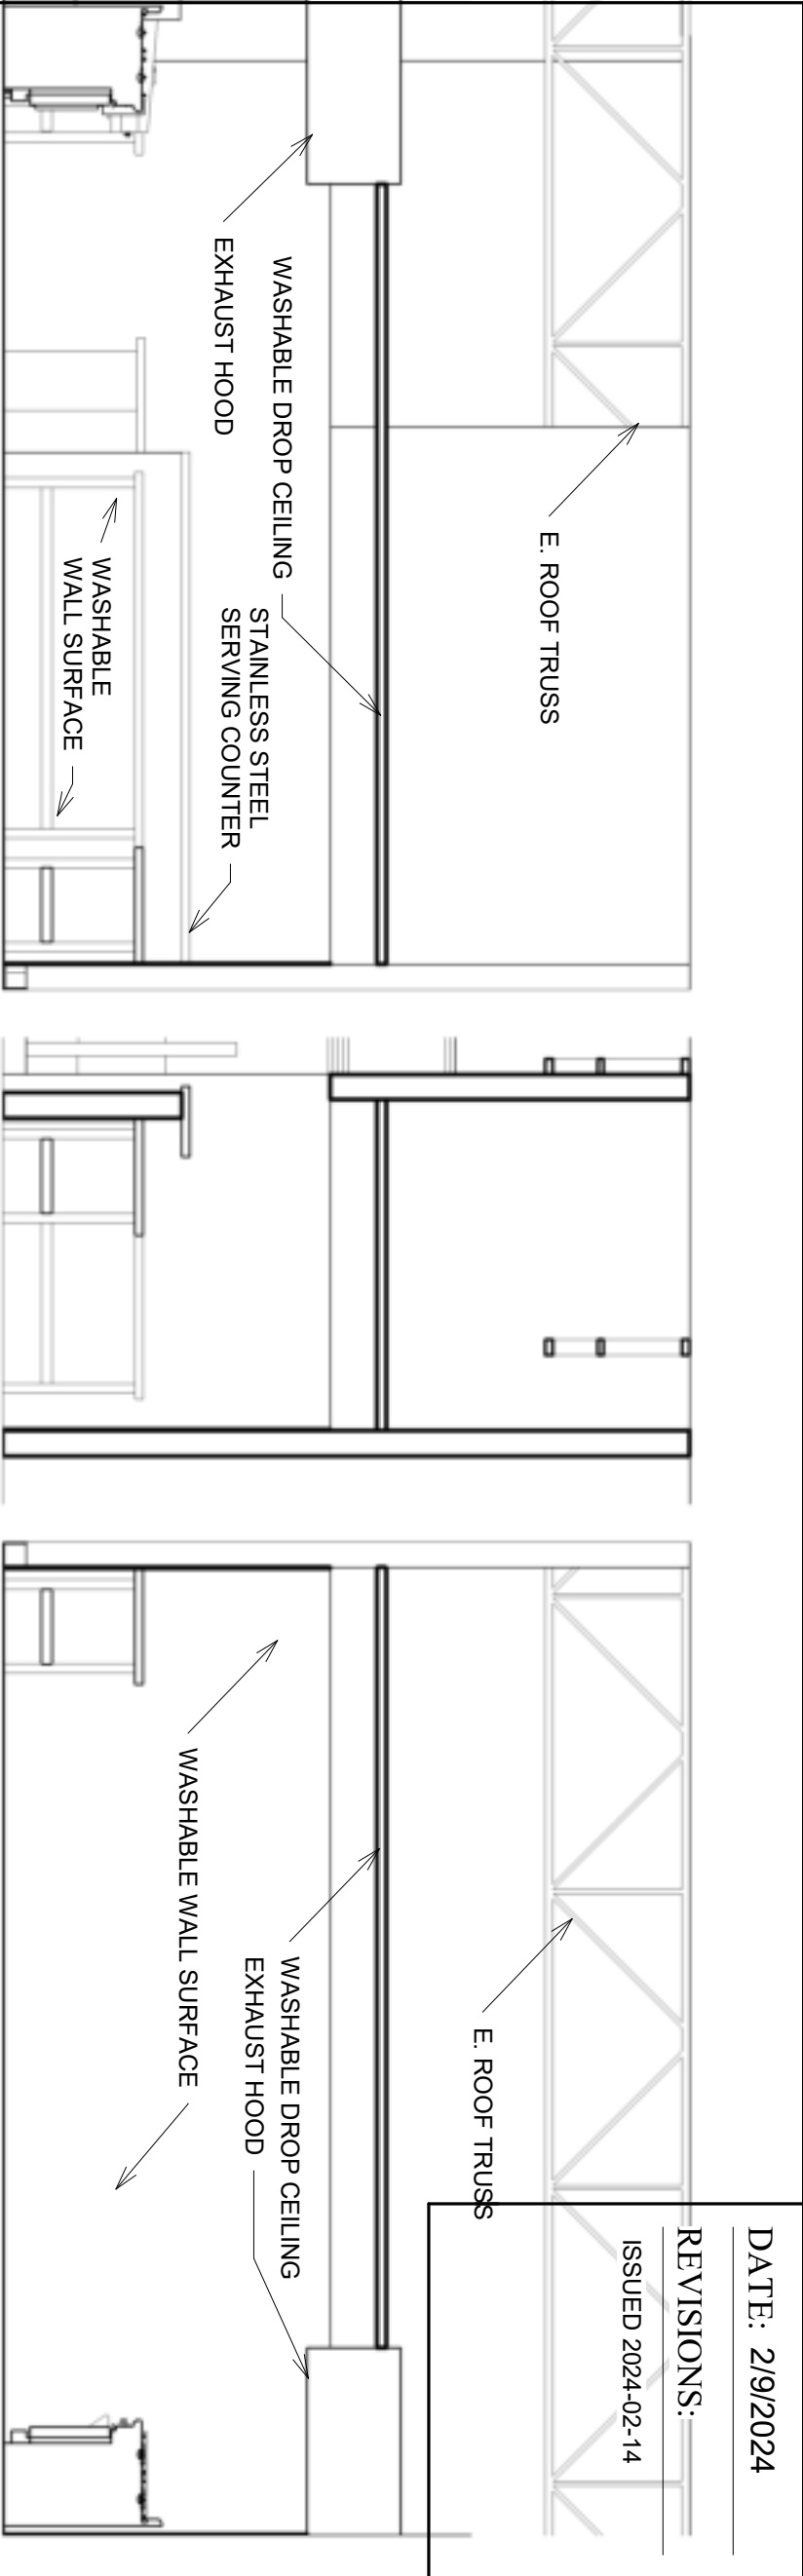 E. ROOF TRUSS
WASHABLE DROP CEILING
EXHAUST HOOD
STAINLESS STEEL
SERVING COUNTER
WASHABLE
WALL SURFACE
E. ROOF TRUSS
WASHABLE DROP CEILING
EXHAUST HOOD
WASHABLE WALL SURFACE
DATE: 2/9/2024
REVISIONS:
ISSUED 2024-02-14